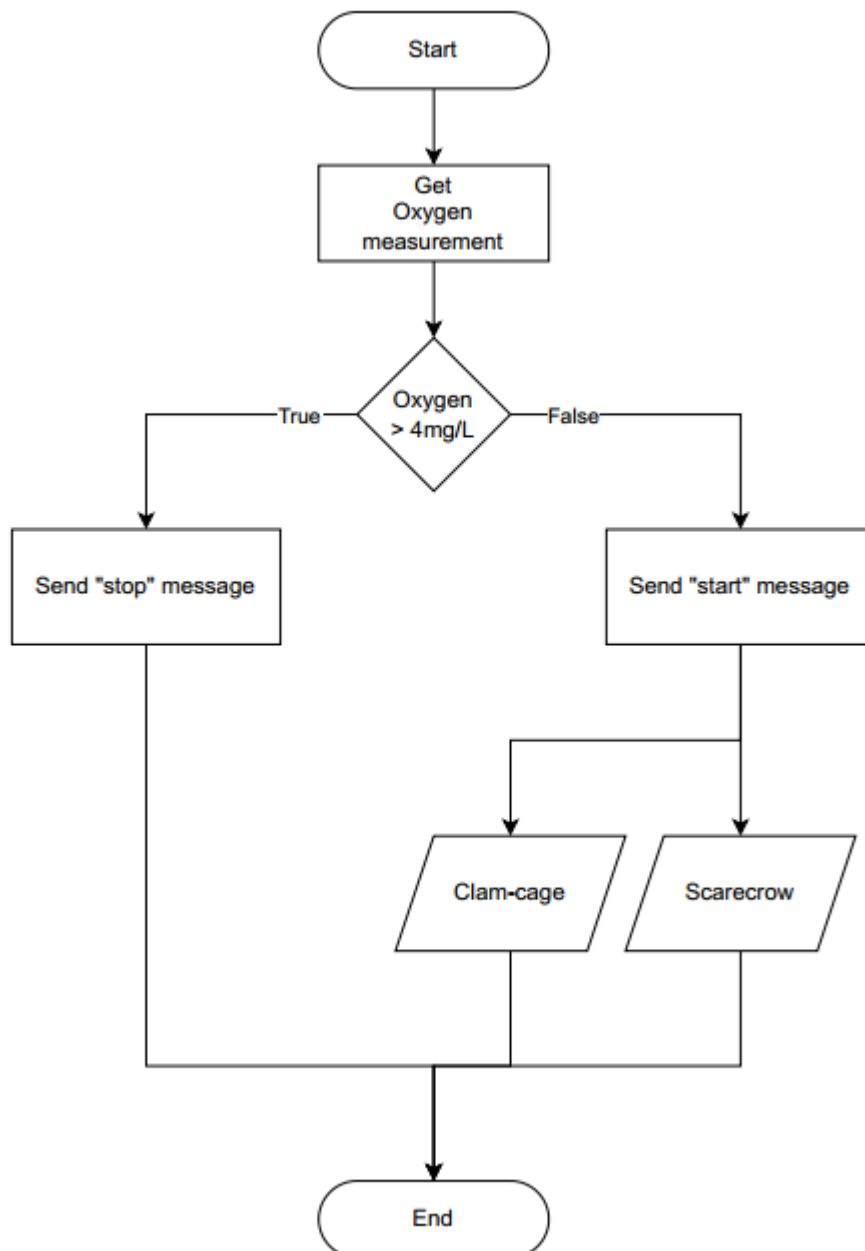 Start
Get
Oxygen
measurement
Oxygen
> 4mg/L
True
False
Send "stop" message
Send "start" message
Clam-cage
Scarecrow
End